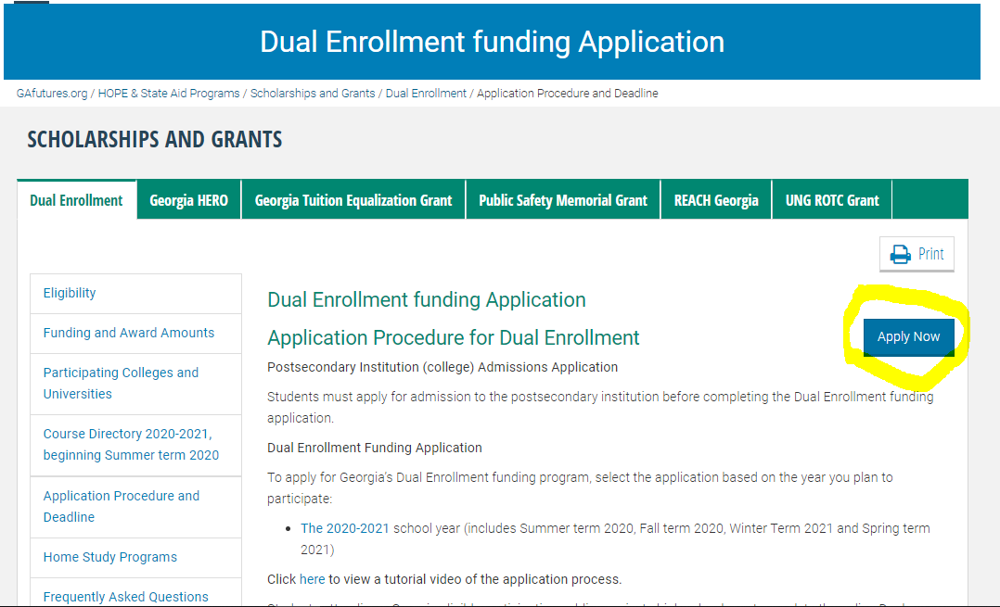 Dual Enrollment funding Application
GAfutures.org / HOPE & State Aid Programs / Scholarships and Grants / Dual Enrollment / Application Procedure and Deadline
SCHOLARSHIPS AND GRANTS
Dual Enrollment Georgia HERO Georgia Tuition Equalization Grant Public Safety Memorial Grant REACH Georgia UNG ROTC Grant
Print
Eligibility
Funding and Award Amounts
Participating Colleges and
Universities
Course Directory 2020-2021,
beginning Summer term 2020
Application Procedure and
Deadline
Home Study Programs
Frequently Asked Questions
Dual Enrollment funding Application
Apply Now
Application Procedure for Dual Enrollment
Postsecondary Institution (college) Admissions Application
Students must apply for admission to the postsecondary institution before completing the Dual Enrollment funding
application.
Dual Enrollment Funding Application
To apply for Georgia's Dual Enrollment funding program, select the application based on the year you plan to
participate:
• The 2020-2021 school year (includes Summer term 2020, Fall term 2020, Winter Term 2021 and Spring term
2021)
Click here to view a tutorial video of the application process.